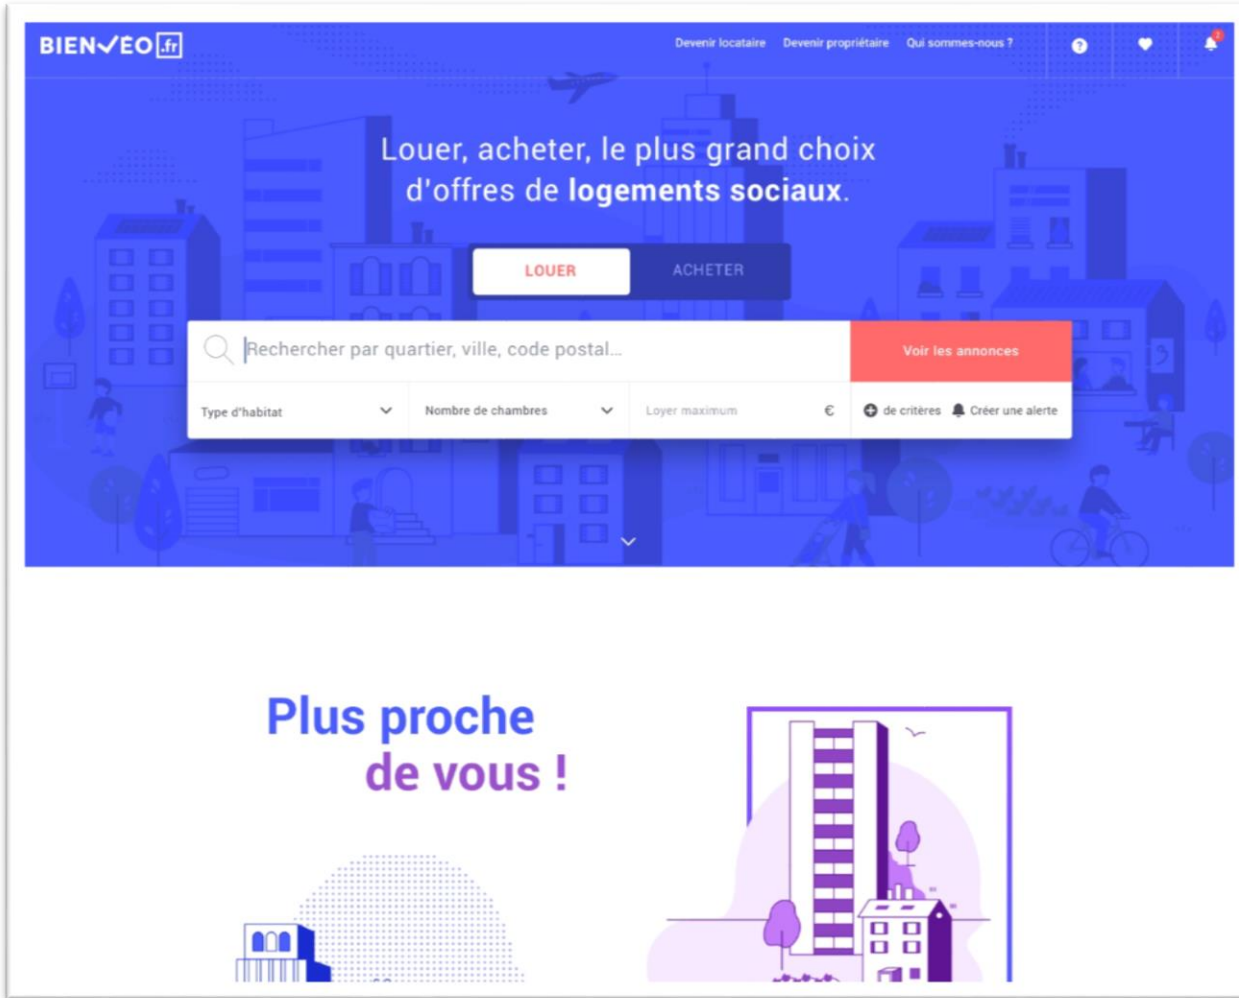 BIENVÉO.fr
Devenir locataire Devenir propriétaire Qui sommes-nous ?
?
2
Louer, acheter, le plus grand choix
d'offres de logements sociaux.
LOUER ACHETER
Rechercher par quartier, ville, code postal...
Voir les annonces
Type d'habitat Nombre de chambres Loyer maximum € de critères Créer une alerte
Plus proche
de vous !